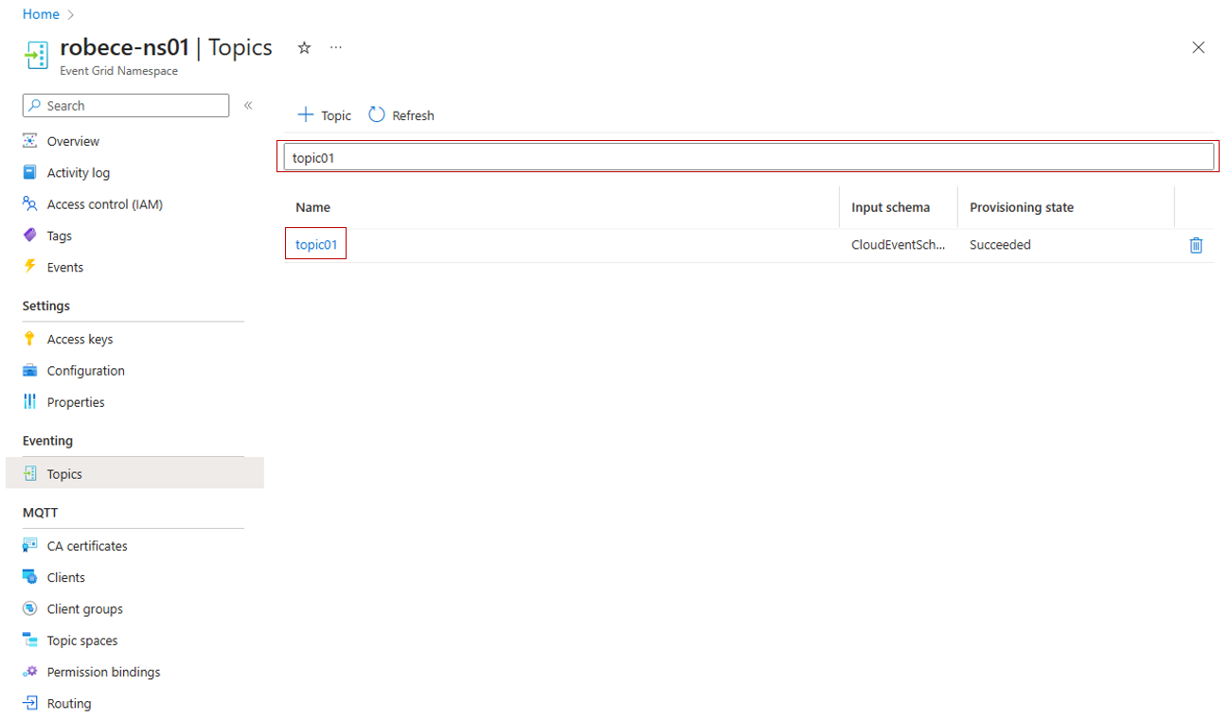 Home
robece-ns01 | Topics
Event Grid Namespace
Search
Overview
Activity log
Access control (IAM)
Tags
Events
Settings
Access keys
Configuration
Properties
Eventing
Topics
MQTT
CA certificates
Clients
Client groups
Topic spaces
Permission bindings
Routing
Topic Refresh
topic01
Name Input schema Provisioning state
topic01 CloudEventSch... Succeeded